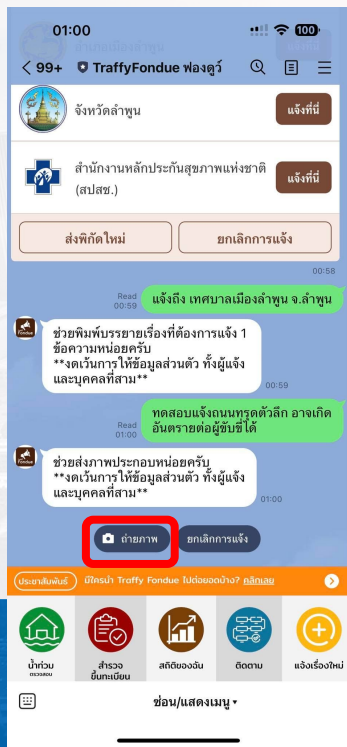 01:00
100
< 99+ TraffyFondue ฟองดูว์
จังหวัดลำพูน
แจ้งที่นี่
สำนักงานหลักประกันสุขภาพแห่งชาติ
(สปสช.)
แจ้งที่นี่
ส่งพิกัดใหม่
ยกเลิกการแจ้ง
00:58
Read
00:59
แจ้งถึง เทศบาลเมืองลำพูน จ.ลำพูน
Fondue
ช่วยพิมพ์บรรยายเรื่องที่ต้องการแจ้ง 1
ข้อความหน่อยครับ
**งดเว้นการให้ข้อมูลส่วนตัว ทั้งผู้แจ้ง
และบุคคลที่สาม**
00:59
Read
01:00
ทดสอบแจ้งถนนทรุดตัวลึก อาจเกิด
อันตรายต่อผู้ขับขี่ได้
Fondue
ช่วยส่งภาพประกอบหน่อยครับ
**งดเว้นการให้ข้อมูลส่วนตัว ทั้งผู้แจ้ง
และบุคคลที่สาม**
01:00
ถ่ายภาพ
ยกเลิกการแจ้ง
ประชาสัมพันธ์
มีใครนำ Traffy Fondue ไปต่อยอดบ้าง? คลิกเลย
น้ำท่วม
ตรวจสอบ
สำรวจ
ขึ้นทะเบียน
สถิติของฉัน
ติดตาม
แจ้งเรื่องใหม่
ซ่อน/แสดงเมนู